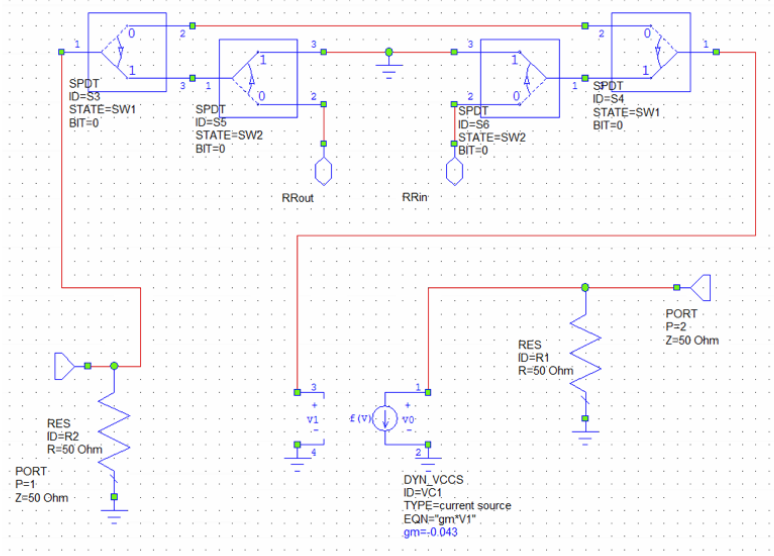 0
2
2
0
1
1
3
3
1
1
1
3
1
1
1
SPDT
ID=S3
STATE=SW1
BIT=0
0
2
SPDT
ID=S5
STATE=SW2
BIT=0
2
0
SPDT
ID=S6
STATE=SW2
BIT=0
SPDT
ID=S4
STATE=SW1
BIT=0
RRout
RRin
PORT
P=2
Z=50 Ohm
RES
ID=R1
R=50 Ohm
3
+
v1
-
4
1
+
f(V)
v0
-
2
RES
ID=R2
R=50 Ohm
PORT
P=1
Z=50 Ohm
DYN_VCCS
ID=VC1
TYPE=current source
EQN="gm*V1"
gm=-0.043